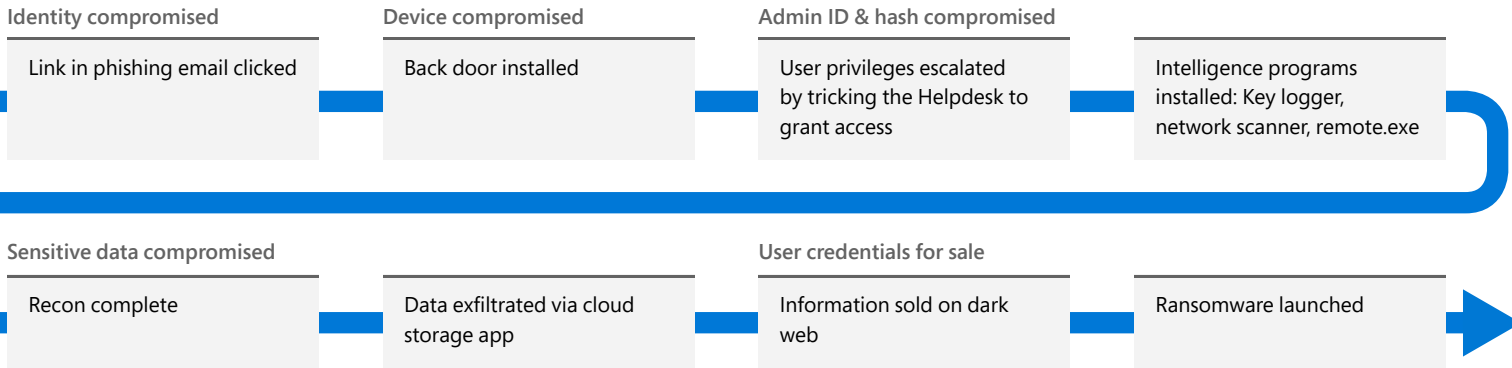 Identity compromised
Device compromised
Admin ID & hash compromised
Link in phishing email clicked
Back door installed
User privileges escalated
by tricking the Helpdesk to
grant access
Intelligence programs
installed: Key logger,
network scanner, remote.exe
Sensitive data compromised
User credentials for sale
Recon complete
Data exfiltrated via cloud
storage app
Information sold on dark
web
Ransomware launched